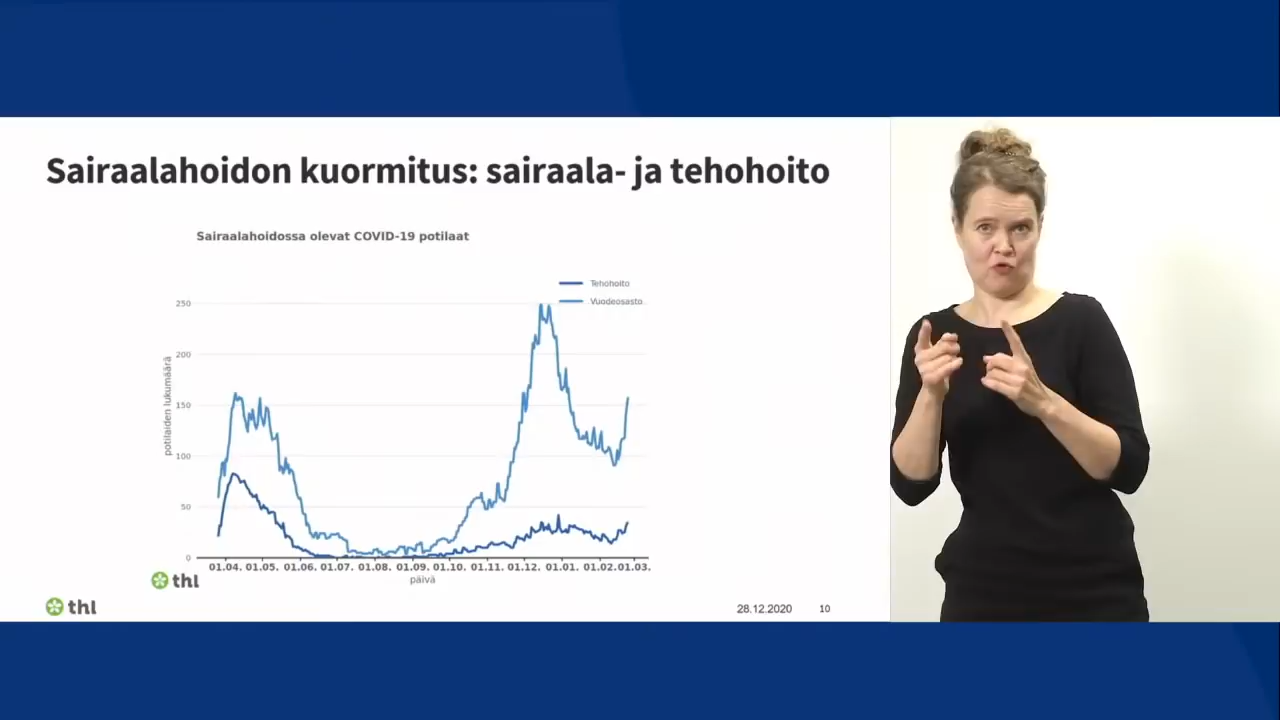 Sairaalahoidon kuormitus: sairaala- ja tehohoito
Sairaalahoidossa olevat COVID-19 potilaat
Tehohoito
Vuodeosasto
250
200
150
100
50
0
potilaiden lukumäärä
01.04. 01.05. 01.06. 01.07. 01.08. 01.09. 01.10. 01.11. 01.12. 01.01. 01.02. 01.03.
päivä
thl
thl
28.12.2020 10